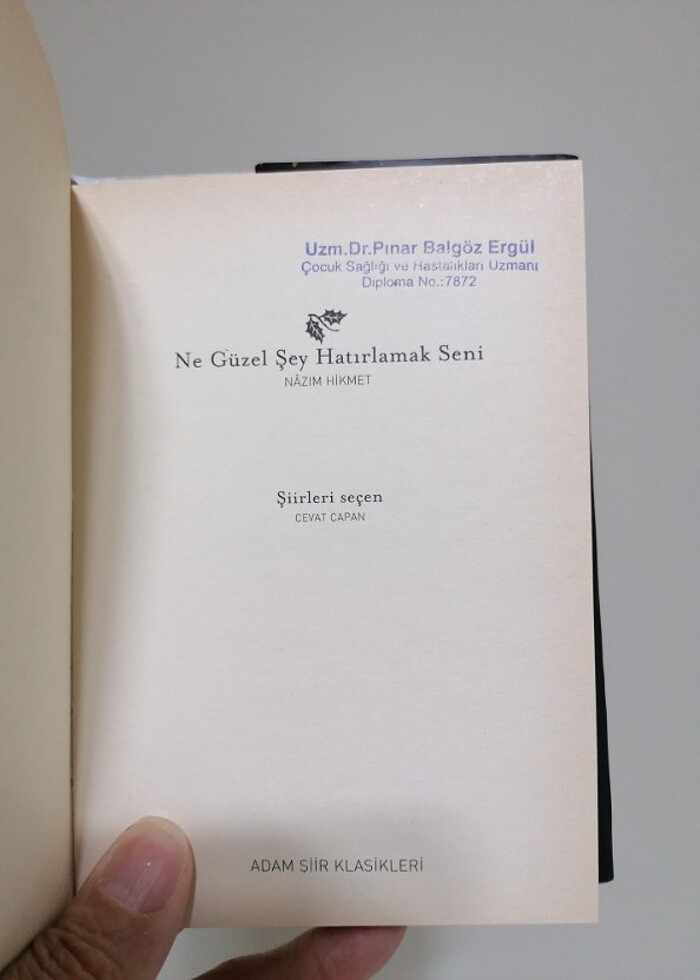 Uzm.Dr.Pınar Balgöz Ergül
Çocuk Sağlığı ve Hastalıkları Uzmanı
Diploma No.:7872
Ne Güzel Şey Hatırlamak Seni
NÂZIM HİKMET
Şiirleri seçen
CEVAT ÇAPAN
ADAM ŞİİR KLASİKLERİ